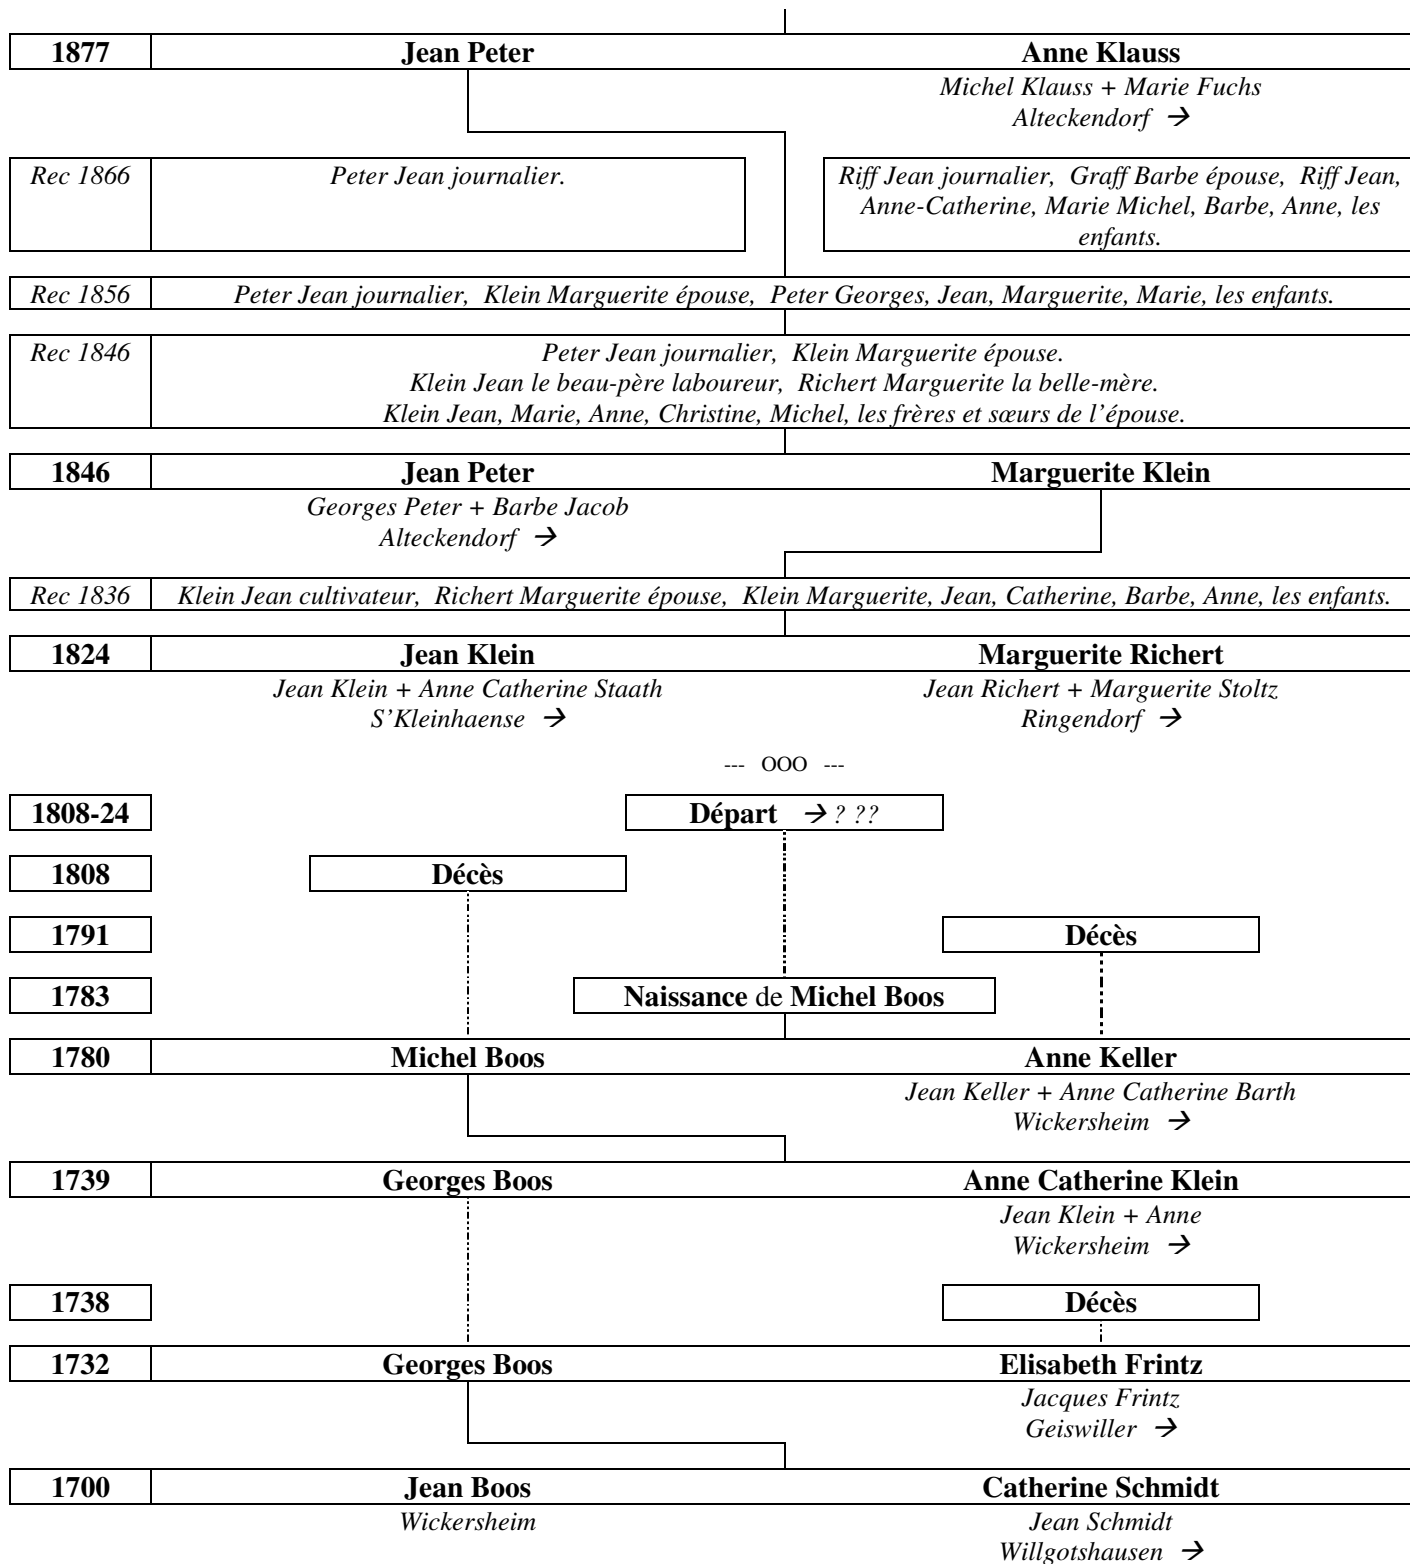 1877 Jean Peter Anne Klauss
Michel Klauss + Marie Fuchs
Alteckendorf →
Rec 1866 Peter Jean journalier. Riff Jean journalier, Graff Barbe épouse, Riff Jean,
Anne-Catherine, Marie Michel, Barbe, Anne, les
enfants.
Rec 1856 Peter Jean journalier, Klein Marguerite épouse, Peter Georges, Jean, Marguerite, Marie, les enfants.
Rec 1846 Peter Jean journalier, Klein Marguerite épouse.
Klein Jean le beau-père laboureur, Richert Marguerite la belle-mère.
Klein Jean, Marie, Anne, Christine, Michel, les frères et sœurs de l'épouse.
1846 Jean Peter Marguerite Klein
Georges Peter + Barbe Jacob
Alteckendorf →
Rec 1836 Klein Jean cultivateur, Richert Marguerite épouse, Klein Marguerite, Jean, Catherine, Barbe, Anne, les enfants.
1824 Jean Klein Marguerite Richert
Jean Klein + Anne Catherine Staath Jean Richert + Marguerite Stoltz
S'Kleinhaense → Ringendorf →
--- OOO ---
1808-24 Départ → ? ??
1808 Décès
1791 Décès
1783 Naissance de Michel Boos
1780 Michel Boos Anne Keller
Jean Keller + Anne Catherine Barth
Wickersheim →
1739 Georges Boos Anne Catherine Klein
Jean Klein + Anne
Wickersheim →
1738 Décès
1732 Georges Boos Elisabeth Frintz
Jacques Frintz
Geiswiller →
1700 Jean Boos Catherine Schmidt
Wickersheim Jean Schmidt
Willgotshausen →